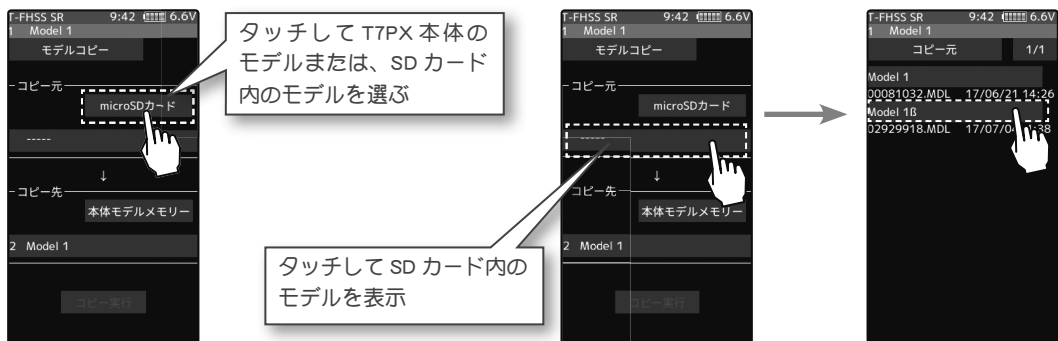 T-FHSS SR 9:42 6.6V
1 Model 1
モデルコピー
コピー元
microSDカード
-----
↓
コピー先
本体モデルメモリー
2 Model 1
コピー実行
タッチして T7PX 本体の
モデルまたは、SD カード
内のモデルを選ぶ
T-FHSS SR 9:42 6.6V
1 Model 1
モデルコピー
コピー元
microSDカード
-----
↓
コピー先
本体モデルメモリー
2 Model 1
コピー実行
タッチして SD カード内の
モデルを表示
T-FHSS SR 9:42 6.6V
1 Model 1
コピー元 1/1
Model 1
00081032.MDL 17/06/21 14:26
Model 1ß
02929918.MDL 17/07/04 :38